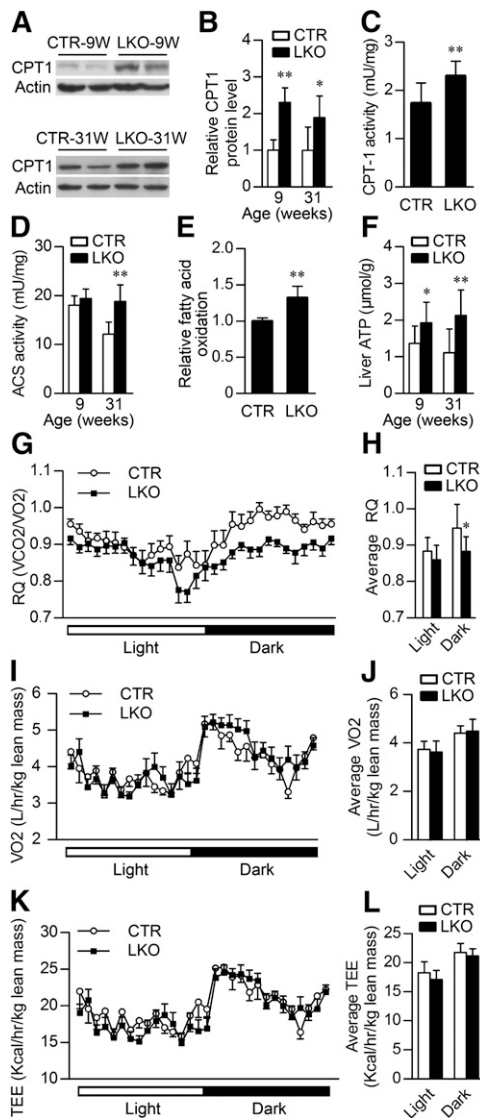 A
CTR-9W LKO-9W
CPT1
Actin
CTR-31W LKO-31W
CPT1
Actin
B
Relative CPT1
protein level
4
3
2
1
0
** *
9 31
Age (weeks)
C
CPT-1 activity (mU/mg)
3
2
1
0
**
CTR LKO
D
CTR
LKO
ACS activity (mU/mg)
30
20
10
0
**
9 31
Age (weeks)
E
Relative fatty acid
oxidation
2.0
1.5
1.0
0.5
0
**
CTR LKO
F
CTR
LKO
Liver ATP (μmol/g)
4
3
2
1
0
* **
9 31
Age (weeks)
G
CTR
LKO
RQ (VCO2/VO2)
1.1
1.0
0.9
0.8
0.7
Light Dark
H
CTR
LKO
Average RQ
1.1
1.0
0.9
0.8
0.7
*
Light
Dark
I
CTR
LKO
VO2 (L/hr/kg lean mass)
6
5
4
3
2
Light Dark
J
CTR
LKO
Average VO2
(L/hr/kg lean mass)
6
4
2
0
Light
Dark
K
CTR
LKO
TEE (Kcal/hr/kg lean mass)
30
25
20
15
10
Light Dark
L
CTR
LKO
Average TEE
(Kcal/hr/kg lean mass)
25
20
15
10
5
0
Light
Dark